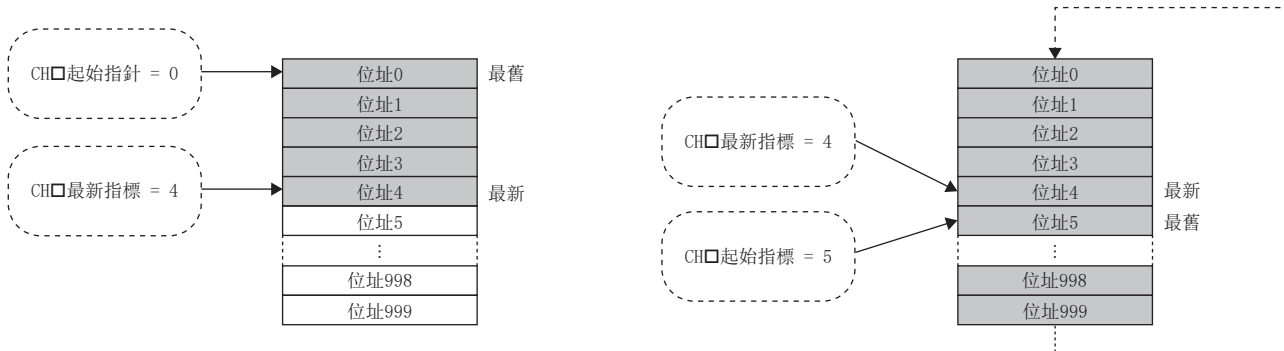 CH□起始指針 = 0
CH□最新指標 = 4
位址0
位址1
位址2
位址3
位址4
位址5
⋮
位址998
位址999
最舊
最新
CH□最新指標 = 4
CH□起始指標 = 5
位址0
位址1
位址2
位址3
位址4
位址5
⋮
位址998
位址999
最新
最舊